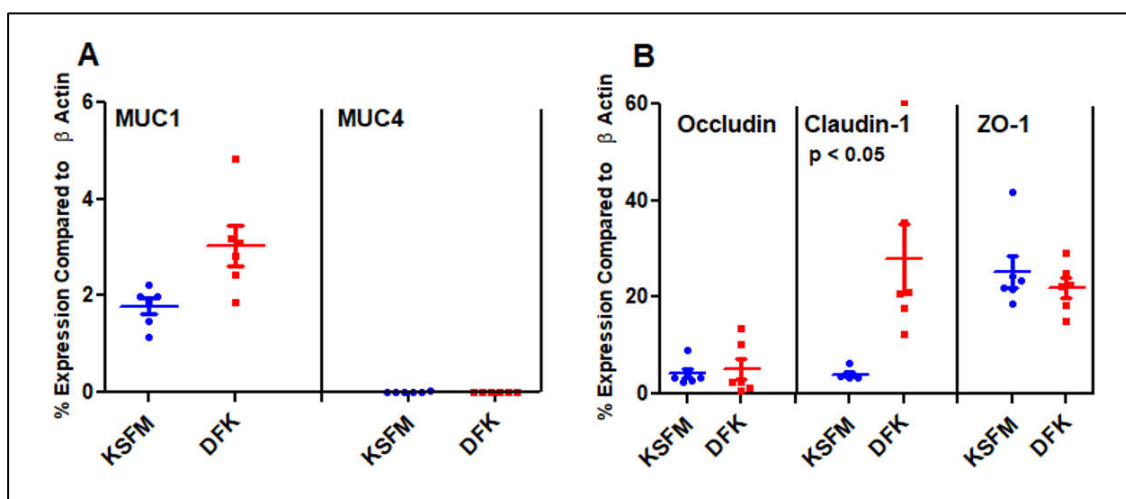 A
% Expression Compared to β Actin
6
4
2
0
MUC1
MUC4
KSFM
DFK
KSFM
DFK
B
% Expression Compared to β Actin
60
40
20
0
Occludin
Claudin-1
p < 0.05
ZO-1
KSFM
DFK
KSFM
DFK
KSFM
DFK